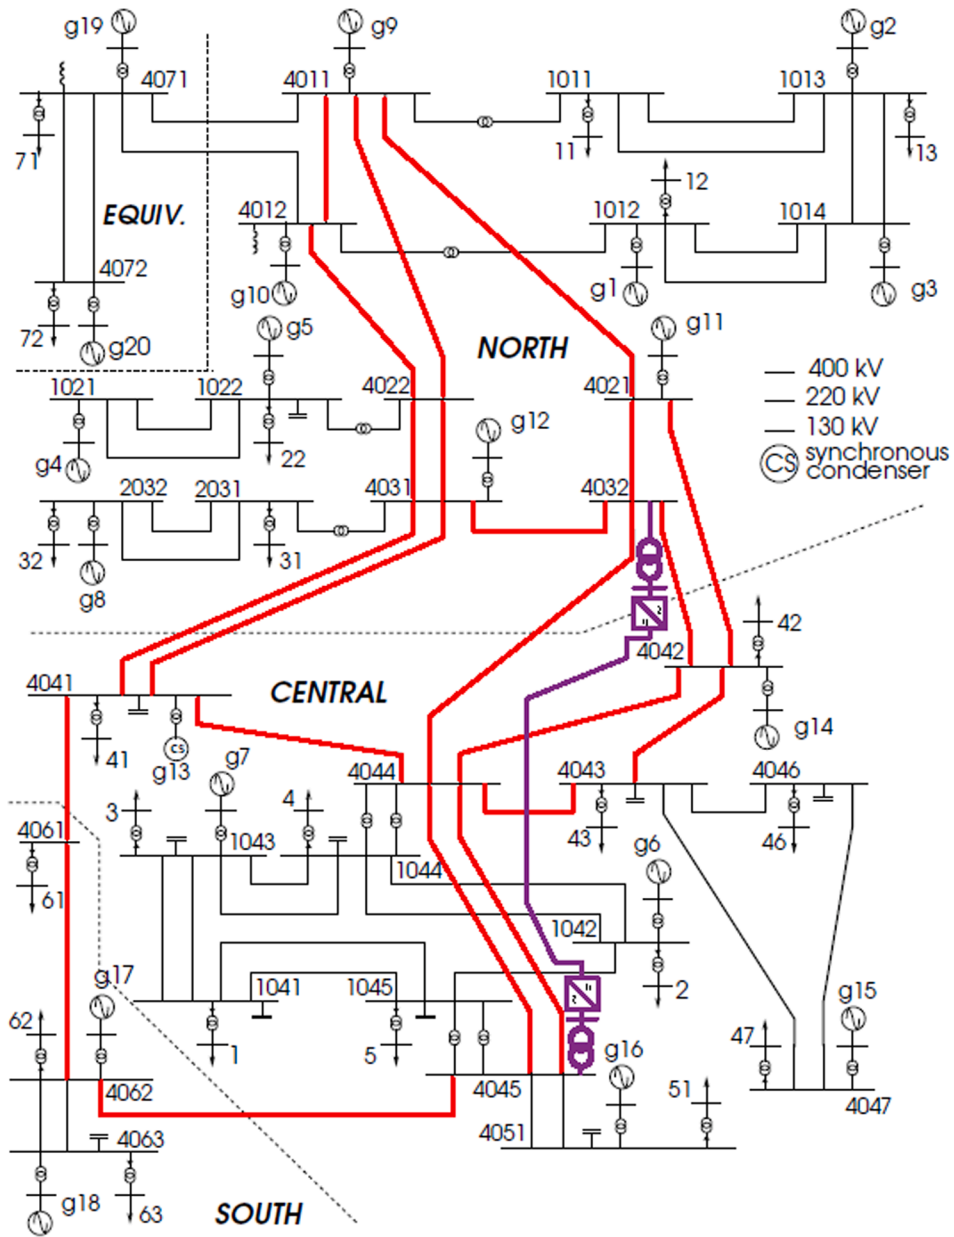 g19
g9
g2
4071
4011
1011
1013
71
11
13
12
EQUIV.
4012
1012
1014
4072
g10
g1
g3
72
g20
g5
NORTH
g11
400 kV
220 kV
130 kV
CS synchronous
condenser
1021
1022
4022
4021
g4
22
g12
2032
2031
4031
4032
32
31
g8
42
4042
4041
CENTRAL
41
CS
g13
g14
g7
4044
4043
4046
3
4
43
46
4061
1043
1044
g6
61
1042
g17
2
1041
1045
g15
62
1
5
g16
47
4062
4045
51
4047
4051
4063
g18
63
SOUTH